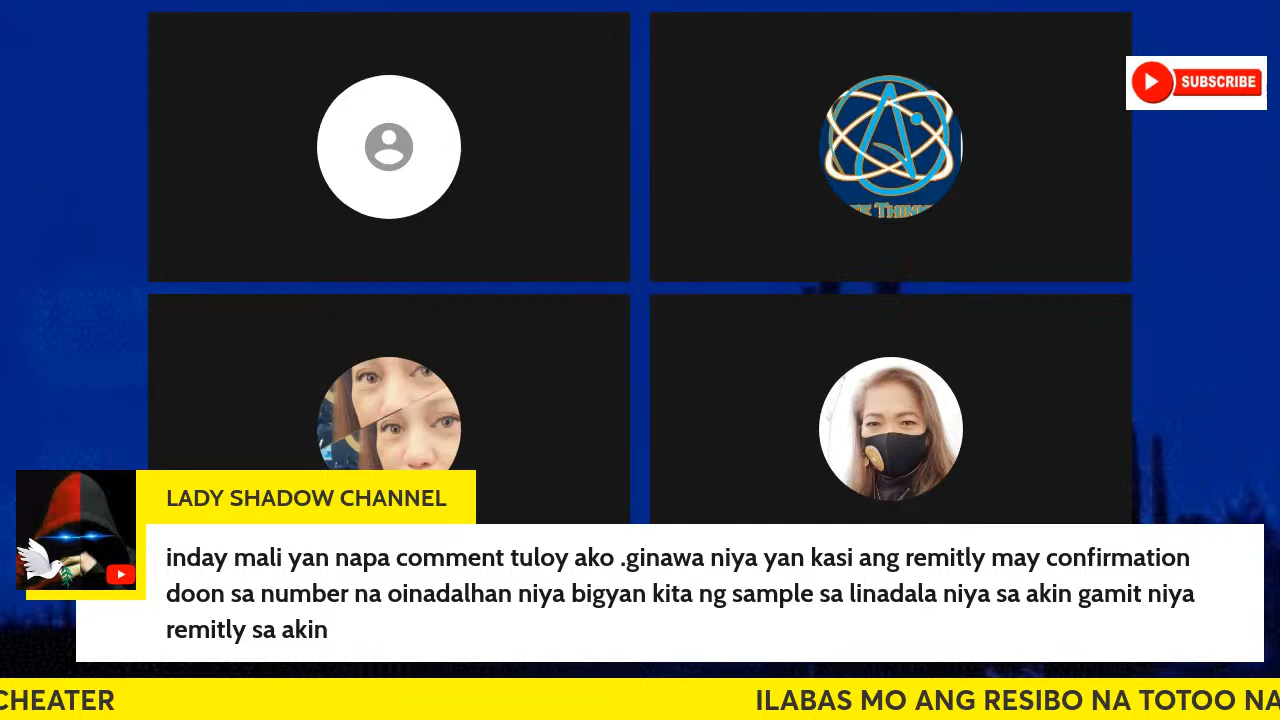 SUBSCRIBE
LADY SHADOW CHANNEL
inday mali yan napa comment tuloy ako .ginawa niya yan kasi ang remitly may confirmation
doon sa number na oinadalhan niya bigyan kita ng sample sa linadala niya sa akin gamit niya
remitly sa akin
CHEATER ILABAS MO ANG RESIBO NA TOTOO NA